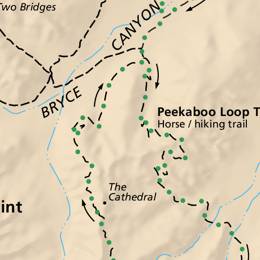 Two Bridges
CANYON
BRYCE
Peekaboo Loop T
Horse / hiking trail
The
Cathedral
int